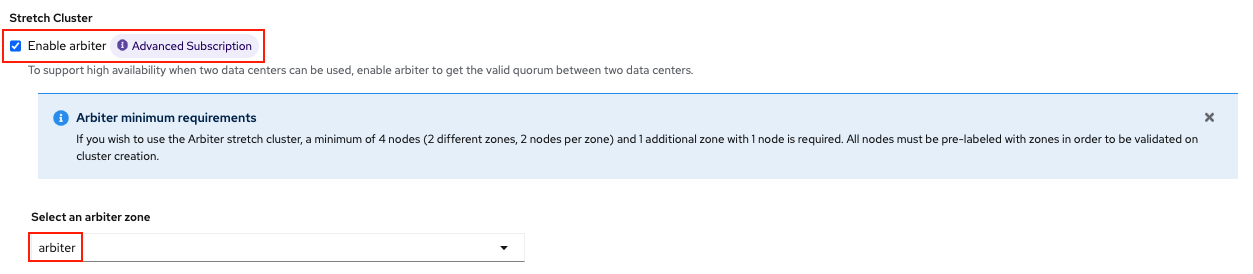 Stretch Cluster
Enable arbiter Advanced Subscription
To support high availability when two data centers can be used, enable arbiter to get the valid quorum between two data centers.
Arbiter minimum requirements
If you wish to use the Arbiter stretch cluster, a minimum of 4 nodes (2 different zones, 2 nodes per zone) and 1 additional zone with 1 node is required. All nodes must be pre-labeled with zones in order to be validated on
cluster creation.
Select an arbiter zone
arbiter